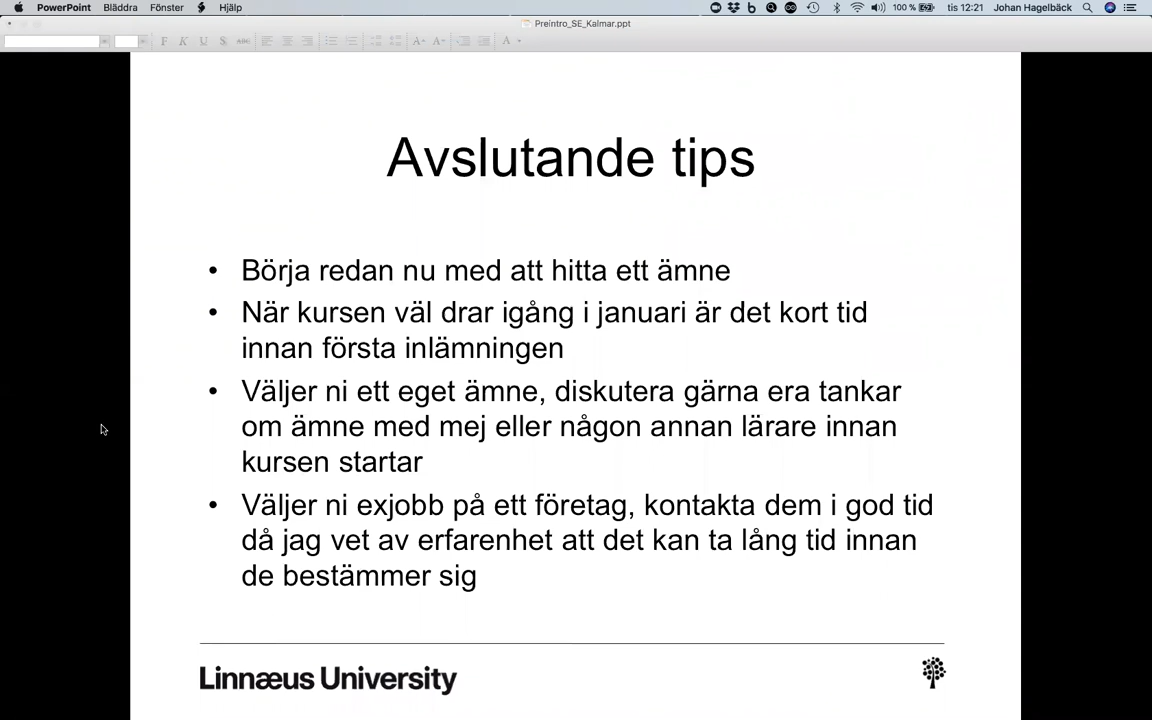 PowerPoint Bläddra Fönster Hjälp 100 % tis 12:21 Johan Hagelbäck
Preintro_SE_Kalmar.ppt
F K U S ABC A A A
Avslutande tips
• Börja redan nu med att hitta ett ämne
• När kursen väl drar igång i januari är det kort tid
innan första inlämningen
• Väljer ni ett eget ämne, diskutera gärna era tankar
om ämne med mej eller någon annan lärare innan
kursen startar
• Väljer ni exjobb på ett företag, kontakta dem i god tid
då jag vet av erfarenhet att det kan ta lång tid innan
de bestämmer sig
Linnæus University